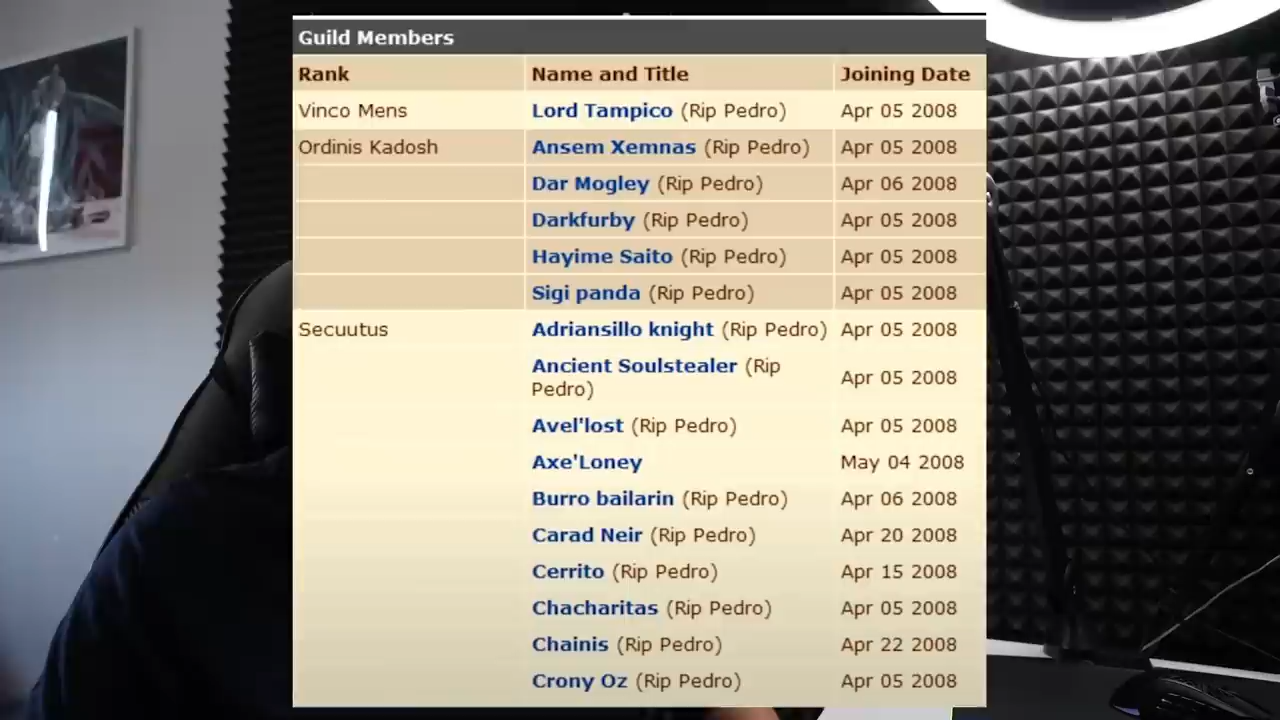 Guild Members
Rank Name and Title Joining Date
Vinco Mens Lord Tampico (Rip Pedro) Apr 05 2008
Ordinis Kadosh Ansem Xemnas (Rip Pedro) Apr 05 2008
Dar Mogley (Rip Pedro) Apr 06 2008
Darkfurby (Rip Pedro) Apr 05 2008
Hayime Saito (Rip Pedro) Apr 05 2008
Sigi panda (Rip Pedro) Apr 05 2008
Secuutus Adriansillo knight (Rip Pedro) Apr 05 2008
Ancient Soulstealer (Rip
Pedro) Apr 05 2008
Avel'lost (Rip Pedro) Apr 05 2008
Axe'Loney May 04 2008
Burro bailarin (Rip Pedro) Apr 06 2008
Carad Neir (Rip Pedro) Apr 20 2008
Cerrito (Rip Pedro) Apr 15 2008
Chacharitas (Rip Pedro) Apr 05 2008
Chainis (Rip Pedro) Apr 22 2008
Crony Oz (Rip Pedro) Apr 05 2008